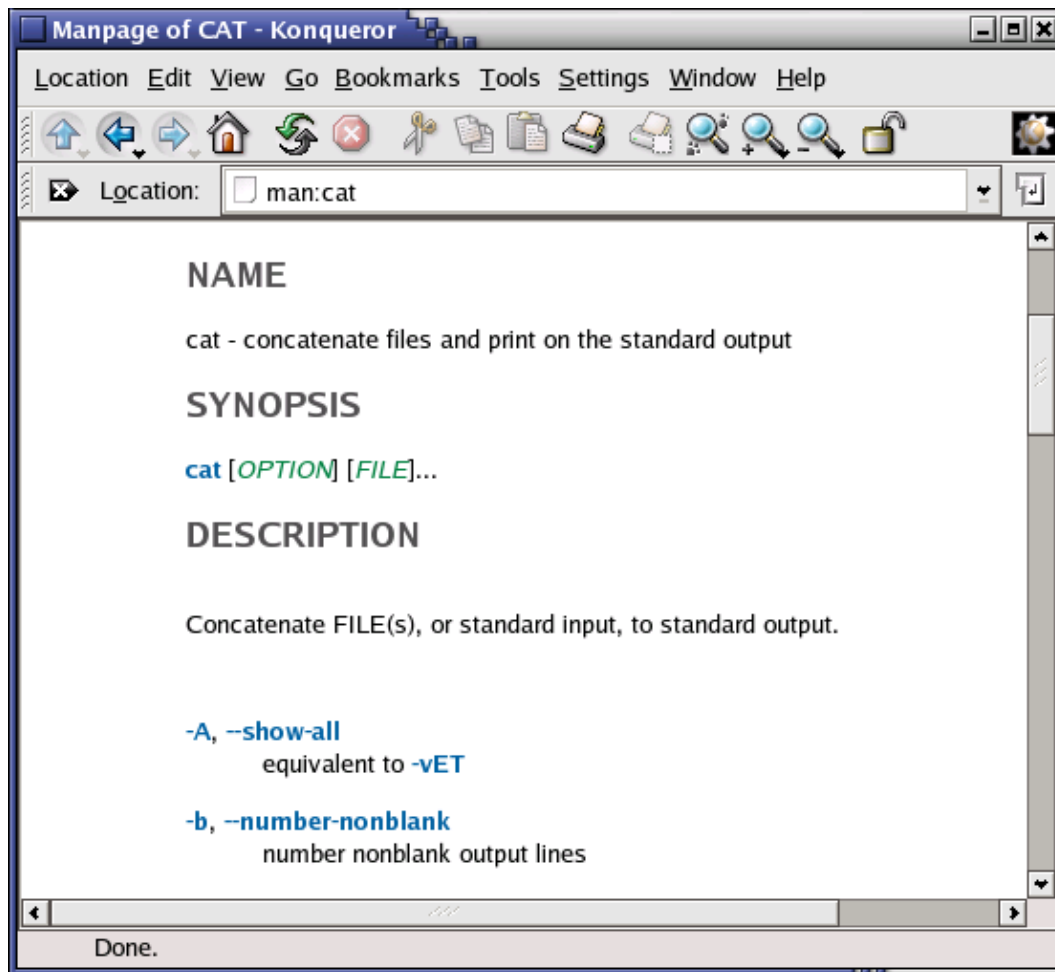 Manpage of CAT - Konqueror
Location Edit View Go Bookmarks Tools Settings Window Help
Location: man:cat
NAME
cat - concatenate files and print on the standard output
SYNOPSIS
cat [OPTION] [FILE]...
DESCRIPTION
Concatenate FILE(s), or standard input, to standard output.
-A, --show-all
equivalent to -vET
-b, --number-nonblank
number nonblank output lines
Done.